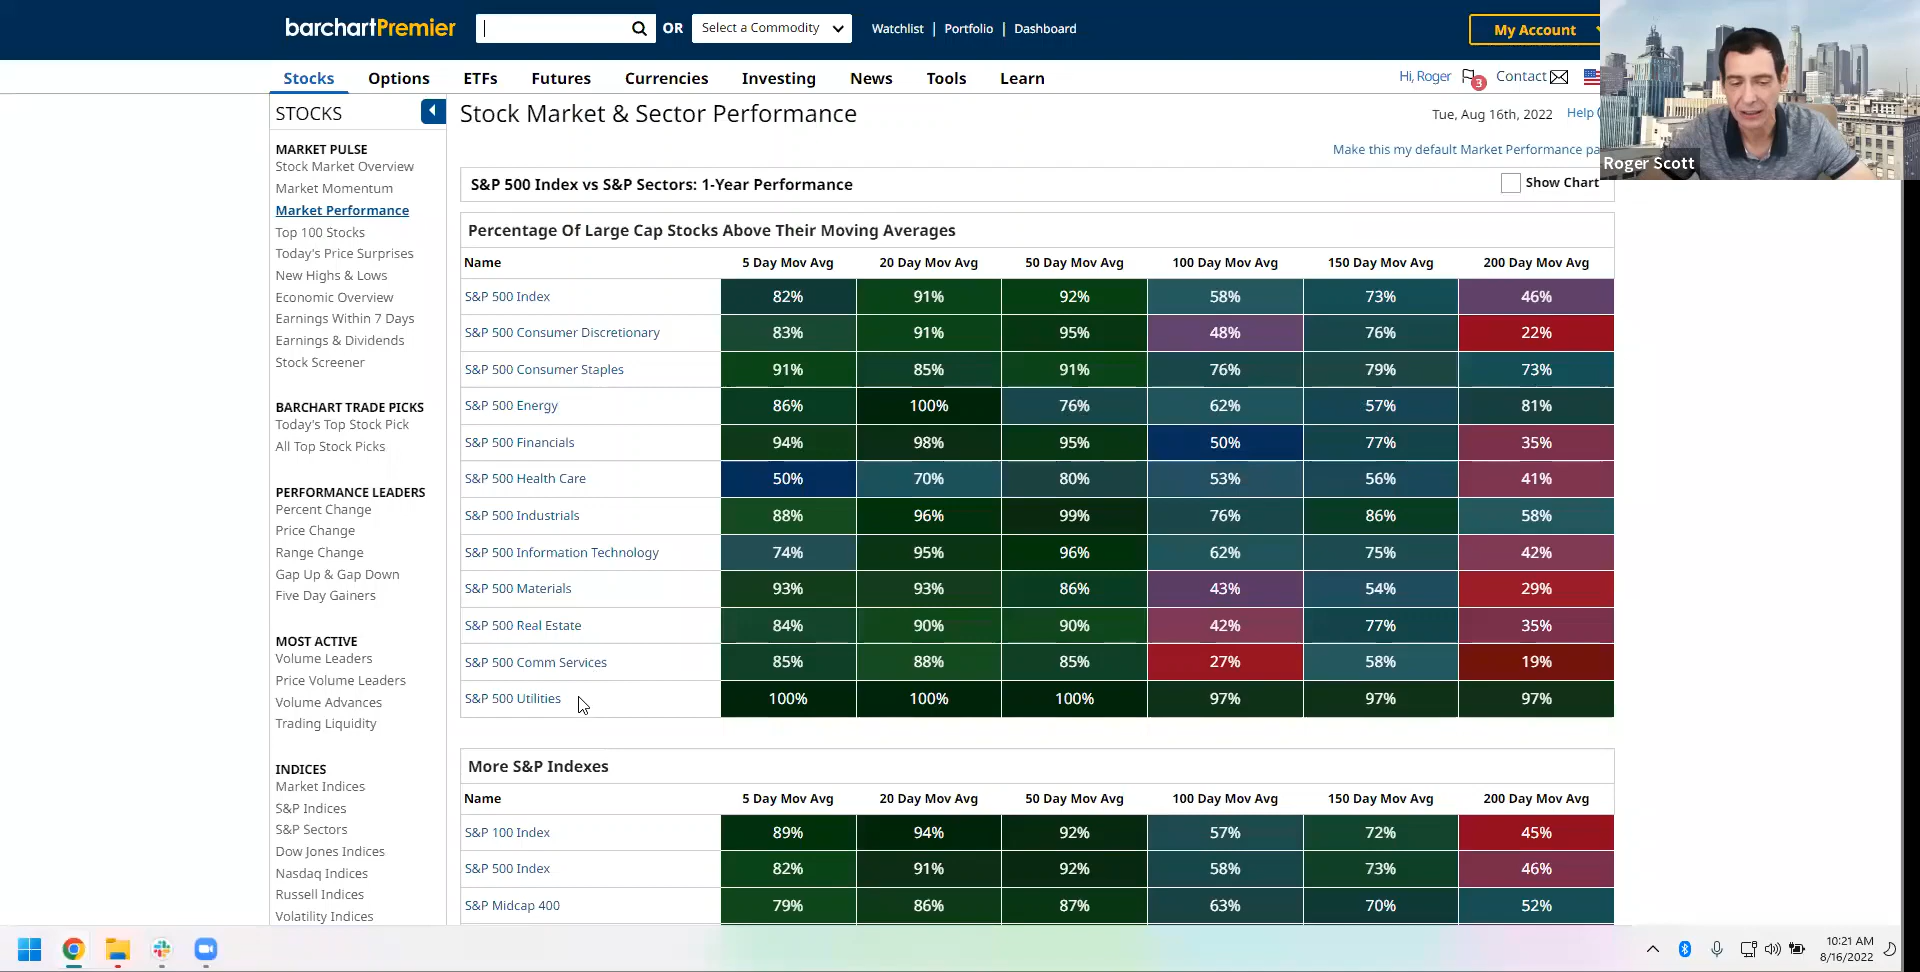 barchartPremier OR Select a Commodity Watchlist | Portfolio | Dashboard My Account
Stocks Options ETFs Futures Currencies Investing News Tools Learn Hi, Roger 3 Contact
STOCKS
Stock Market & Sector Performance
Tue, Aug 16th, 2022 Help
Make this my default Market Performance pa
Roger Scott
MARKET PULSE
Stock Market Overview
Market Momentum
Market Performance
Top 100 Stocks
Today's Price Surprises
New Highs & Lows
Economic Overview
Earnings Within 7 Days
Earnings & Dividends
Stock Screener
BARCHART TRADE PICKS
Today's Top Stock Pick
All Top Stock Picks
PERFORMANCE LEADERS
Percent Change
Price Change
Range Change
Gap Up & Gap Down
Five Day Gainers
MOST ACTIVE
Volume Leaders
Price Volume Leaders
Volume Advances
Trading Liquidity
INDICES
Market Indices
S&P Indices
S&P Sectors
Dow Jones Indices
Nasdaq Indices
Russell Indices
Volatility Indices
S&P 500 Index vs S&P Sectors: 1-Year Performance Show Chart
Percentage Of Large Cap Stocks Above Their Moving Averages
Name 5 Day Mov Avg 20 Day Mov Avg 50 Day Mov Avg 100 Day Mov Avg 150 Day Mov Avg 200 Day Mov Avg
S&P 500 Index 82% 91% 92% 58% 73% 46%
S&P 500 Consumer Discretionary 83% 91% 95% 48% 76% 22%
S&P 500 Consumer Staples 91% 85% 91% 76% 79% 73%
S&P 500 Energy 86% 100% 76% 62% 57% 81%
S&P 500 Financials 94% 98% 95% 50% 77% 35%
S&P 500 Health Care 50% 70% 80% 53% 56% 41%
S&P 500 Industrials 88% 96% 99% 76% 86% 58%
S&P 500 Information Technology 74% 95% 96% 62% 75% 42%
S&P 500 Materials 93% 93% 86% 43% 54% 29%
S&P 500 Real Estate 84% 90% 90% 42% 77% 35%
S&P 500 Comm Services 85% 88% 85% 27% 58% 19%
S&P 500 Utilities 100% 100% 100% 97% 97% 97%
More S&P Indexes
Name 5 Day Mov Avg 20 Day Mov Avg 50 Day Mov Avg 100 Day Mov Avg 150 Day Mov Avg 200 Day Mov Avg
S&P 100 Index 89% 94% 92% 57% 72% 45%
S&P 500 Index 82% 91% 92% 58% 73% 46%
S&P Midcap 400 79% 86% 87% 63% 70% 52%
10:21 AM
8/16/2022